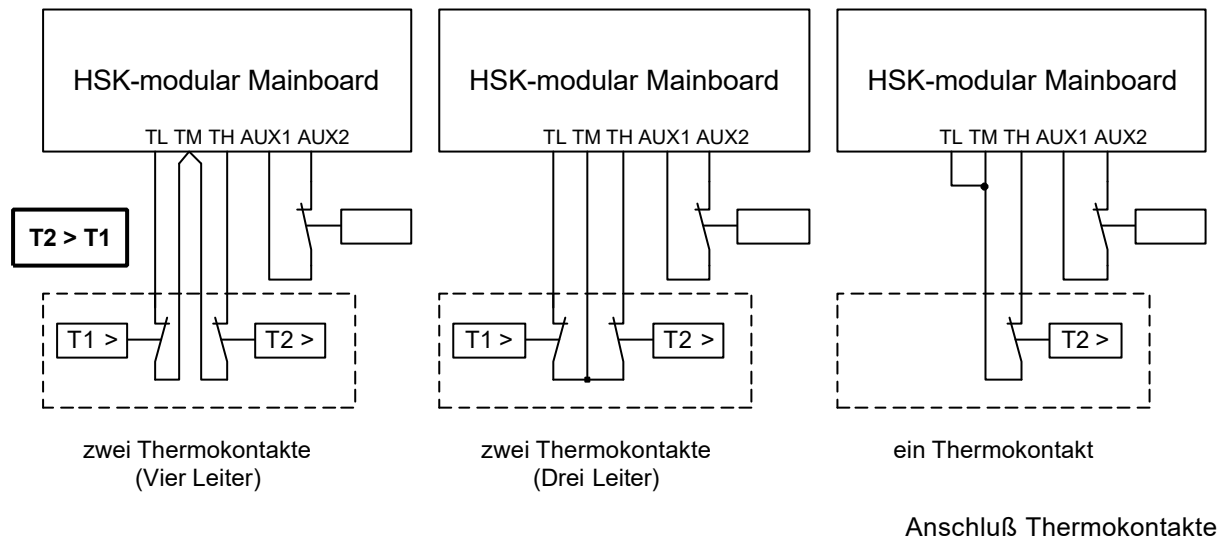 HSK-modular Mainboard
TL TM TH AUX1 AUX2
T2 > T1
T1 >
T2 >
zwei Thermokontakte
(Vier Leiter)
HSK-modular Mainboard
TL TM TH AUX1 AUX2
T1 >
T2 >
zwei Thermokontakte
(Drei Leiter)
HSK-modular Mainboard
TL TM TH AUX1 AUX2
T2 >
ein Thermokontakt
Anschluß Thermokontakte